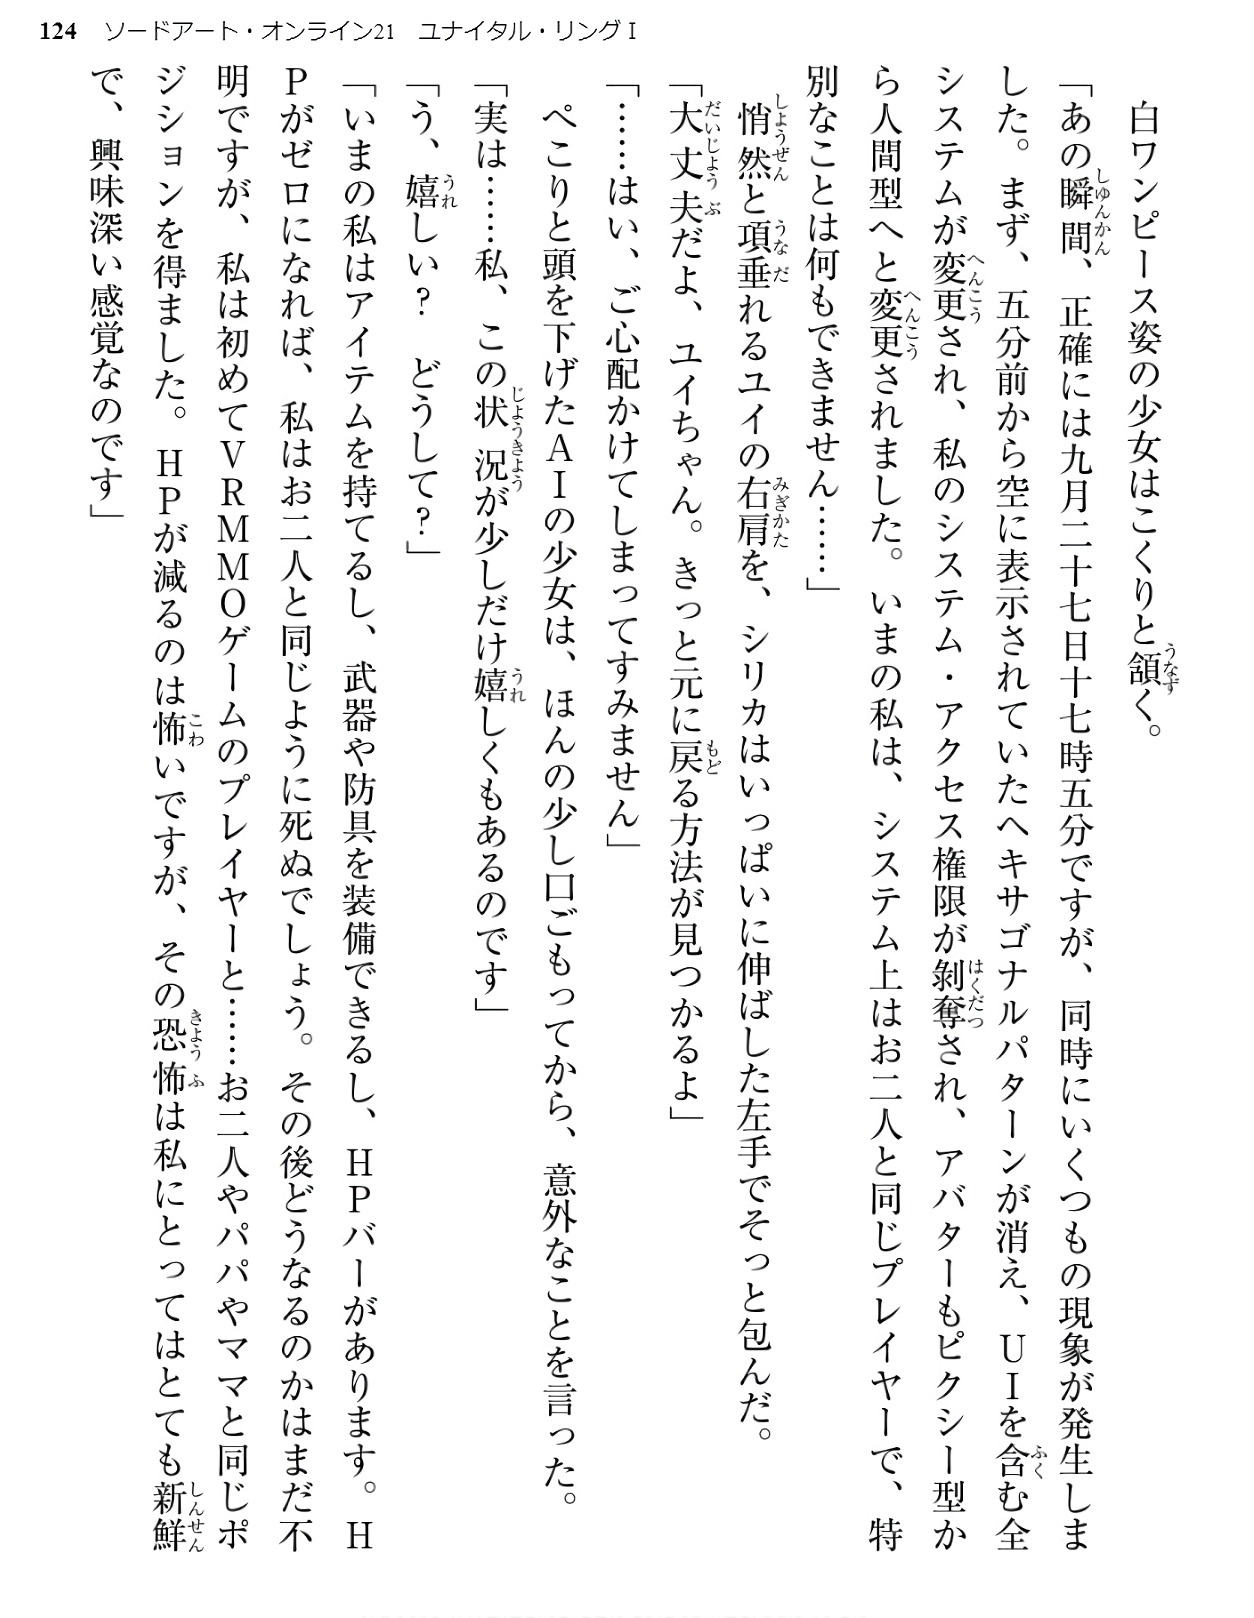 124 ソードアート・オンライン21 ユナイタル・リングⅠ
　白ワンピース姿の少女はこくりと頷く。
「あの瞬間、正確には九月二十七日十七時五分ですが、同時にいくつもの現象が発生しま
した。まず、五分前から空に表示されていたヘキサゴナルパターンが消え、ＵＩを含む全
システムが変更され、私のシステム・アクセス権限が剝奪され、アバターもピクシー型か
ら人間型へと変更されました。いまの私は、システム上はお二人と同じプレイヤーで、特
別なことは何もできません……」
　悄然と項垂れるユイの右肩を、シリカはいっぱいに伸ばした左手でそっと包んだ。
「大丈夫だよ、ユイちゃん。きっと元に戻る方法が見つかるよ」
「……はい、ご心配かけてしまってすみません」
　ぺこりと頭を下げたＡＩの少女は、ほんの少し口ごもってから、意外なことを言った。
「実は……私、この状況が少しだけ嬉しくもあるのです」
「う、嬉しい？　どうして？」
「いまの私はアイテムを持てるし、武器や防具を装備できるし、ＨＰバーがあります。Ｈ
Ｐがゼロになれば、私はお二人と同じように死ぬでしょう。その後どうなるのかはまだ不
明ですが、私は初めてＶＲＭＭＯゲームのプレイヤーと……お二人やパパやママと同じポ
ジションを得ました。ＨＰが減るのは怖いですが、その恐怖は私にとってはとても新鮮
で、興味深い感覚なのです」